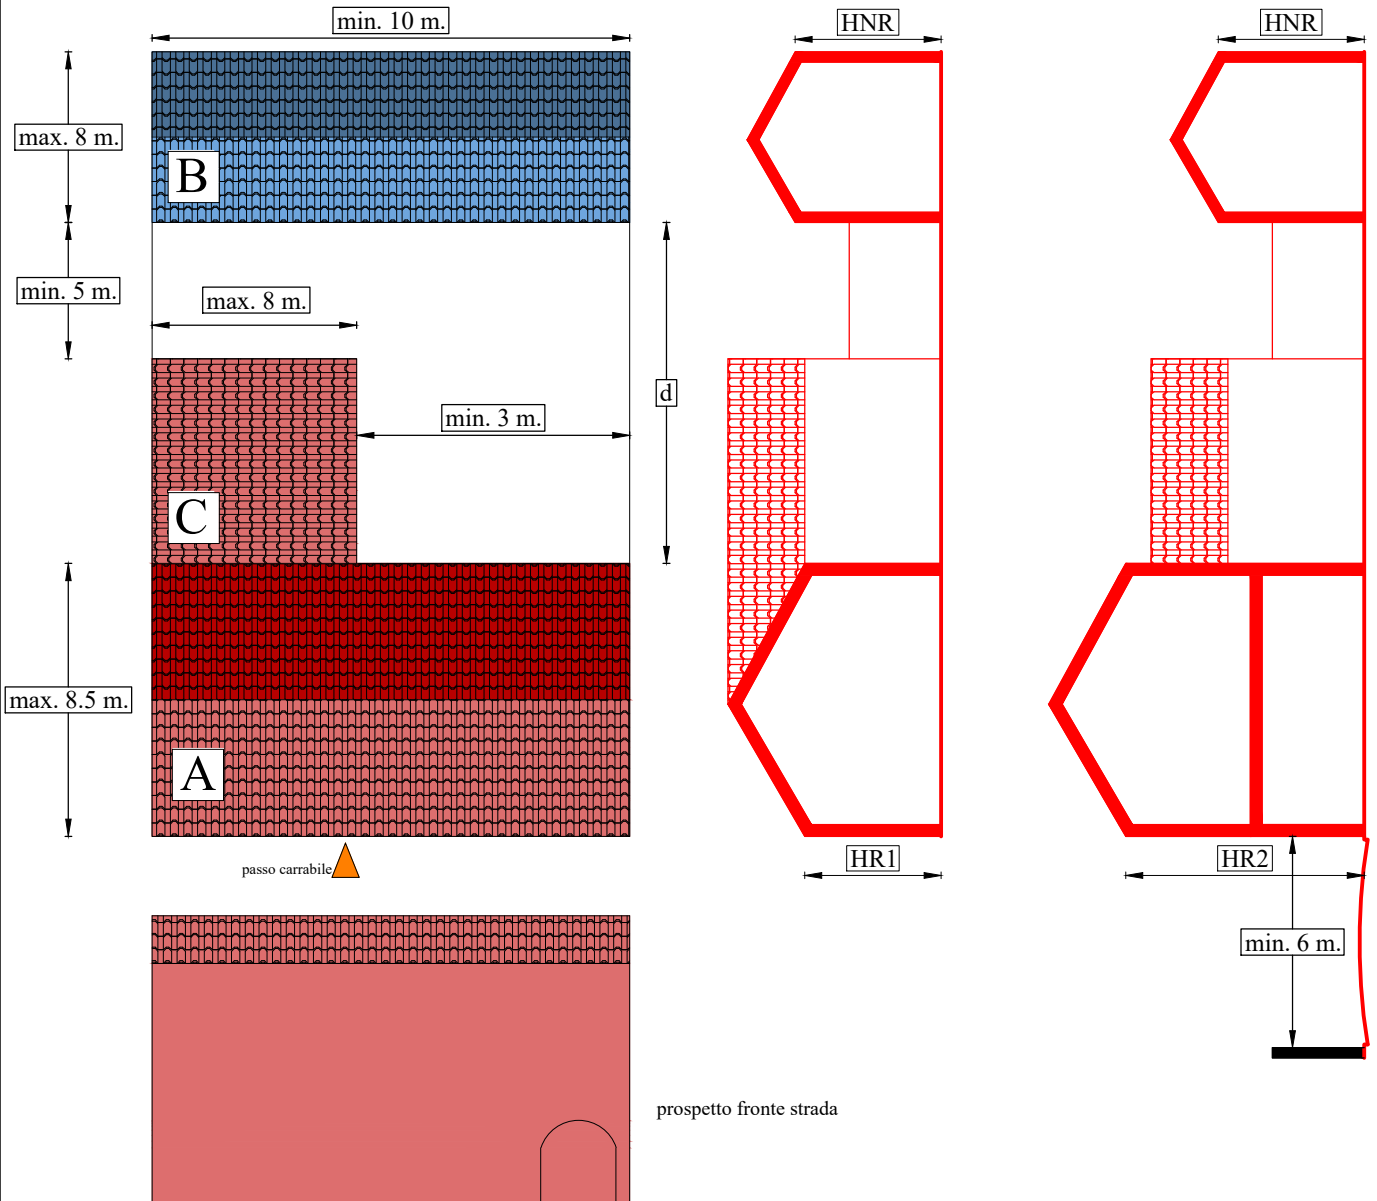 min. 10 m.
HNR
HNR
max. 8 m.
B
min. 5 m.
max. 8 m.
d
min. 3 m.
C
max. 8.5 m.
A
passo carrabile
HR1
HR2
min. 6 m.
prospetto fronte strada